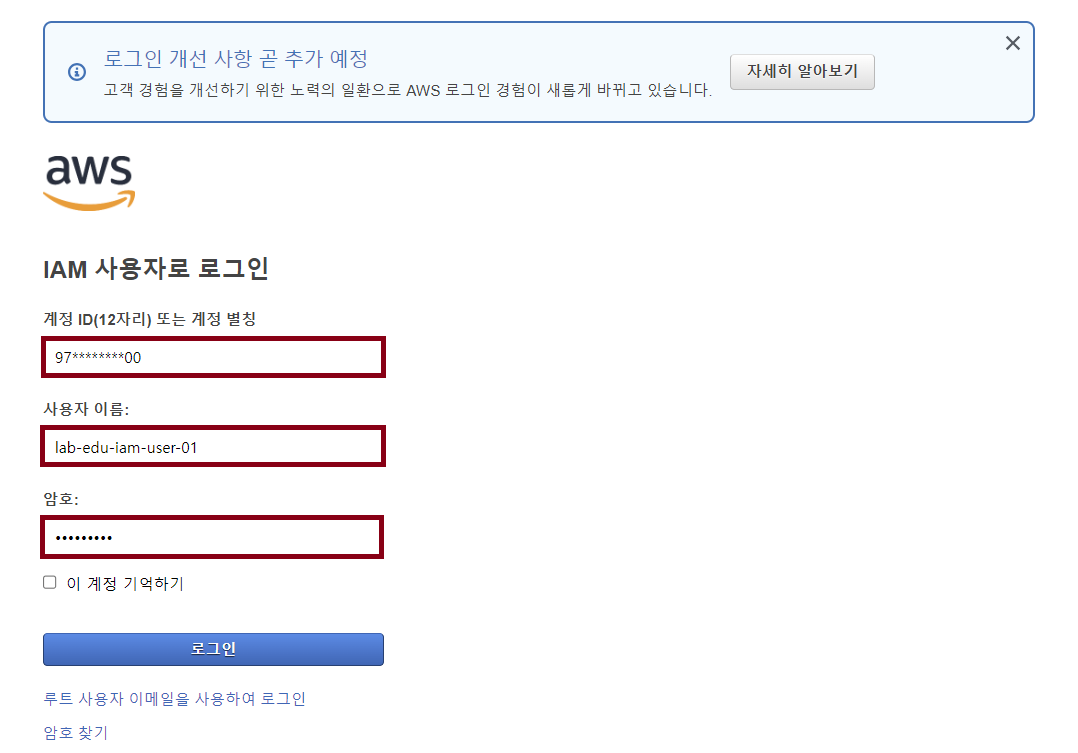 로그인 개선 사항 곧 추가 예정
고객 경험을 개선하기 위한 노력의 일환으로 AWS 로그인 경험이 새롭게 바뀌고 있습니다.
자세히 알아보기
aws
IAM 사용자로 로그인
계정 ID(12자리) 또는 계정 별칭
97********00
사용자 이름:
lab-edu-iam-user-01
암호:
•••••••••
이 계정 기억하기
로그인
루트 사용자 이메일을 사용하여 로그인
암호 찾기